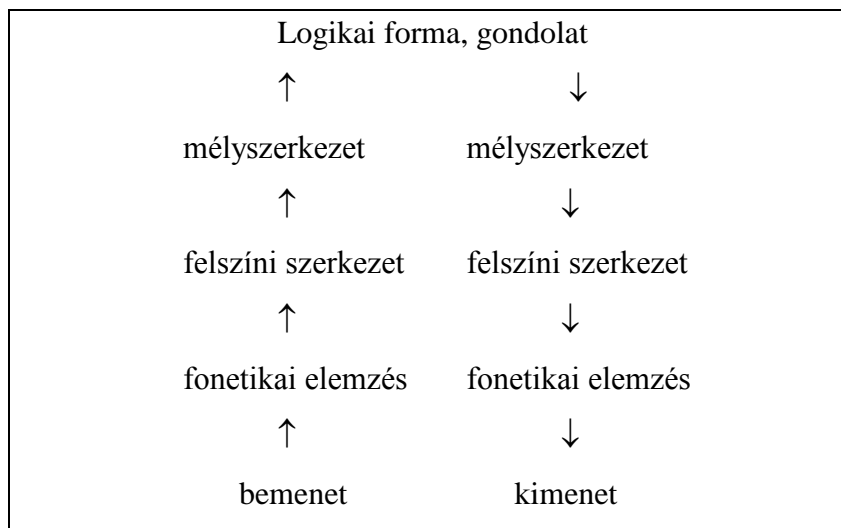 Logikai forma, gondolat
↑ ↓
mélyszerkezet mélyszerkezet
↑ ↓
felszíni szerkezet felszíni szerkezet
↑ ↓
fonetikai elemzés fonetikai elemzés
↑ ↓
bemenet kimenet